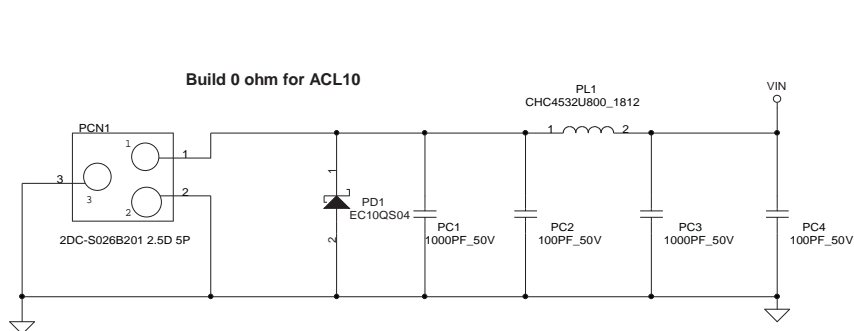 Build 0 ohm for ACL10
VIN
PL1
CHC4532U800_1812
PCN1
1
1
1 2
3
3
2
2
2DC-S026B201 2.5D 5P
1
PD1
EC10QS04
2
PC1
1000PF_50V
PC2
100PF_50V
PC3
1000PF_50V
PC4
100PF_50V